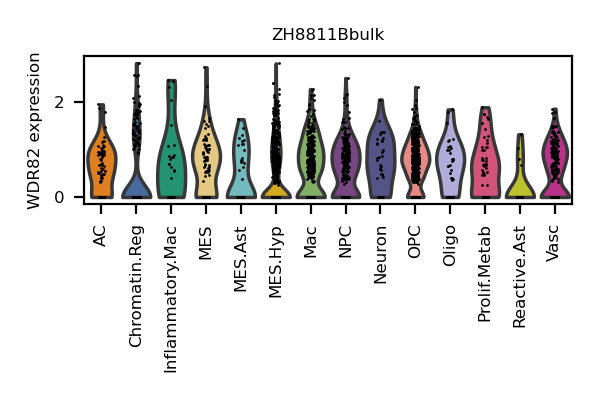 ZH8811Bbulk
WDR82 expression
2
0
AC
Chromatin.Reg
Inflammatory.Mac
MES
MES.Ast
MES.Hyp
Mac
NPC
Neuron
OPC
Oligo
Prolif.Metab
Reactive.Ast
Vasc